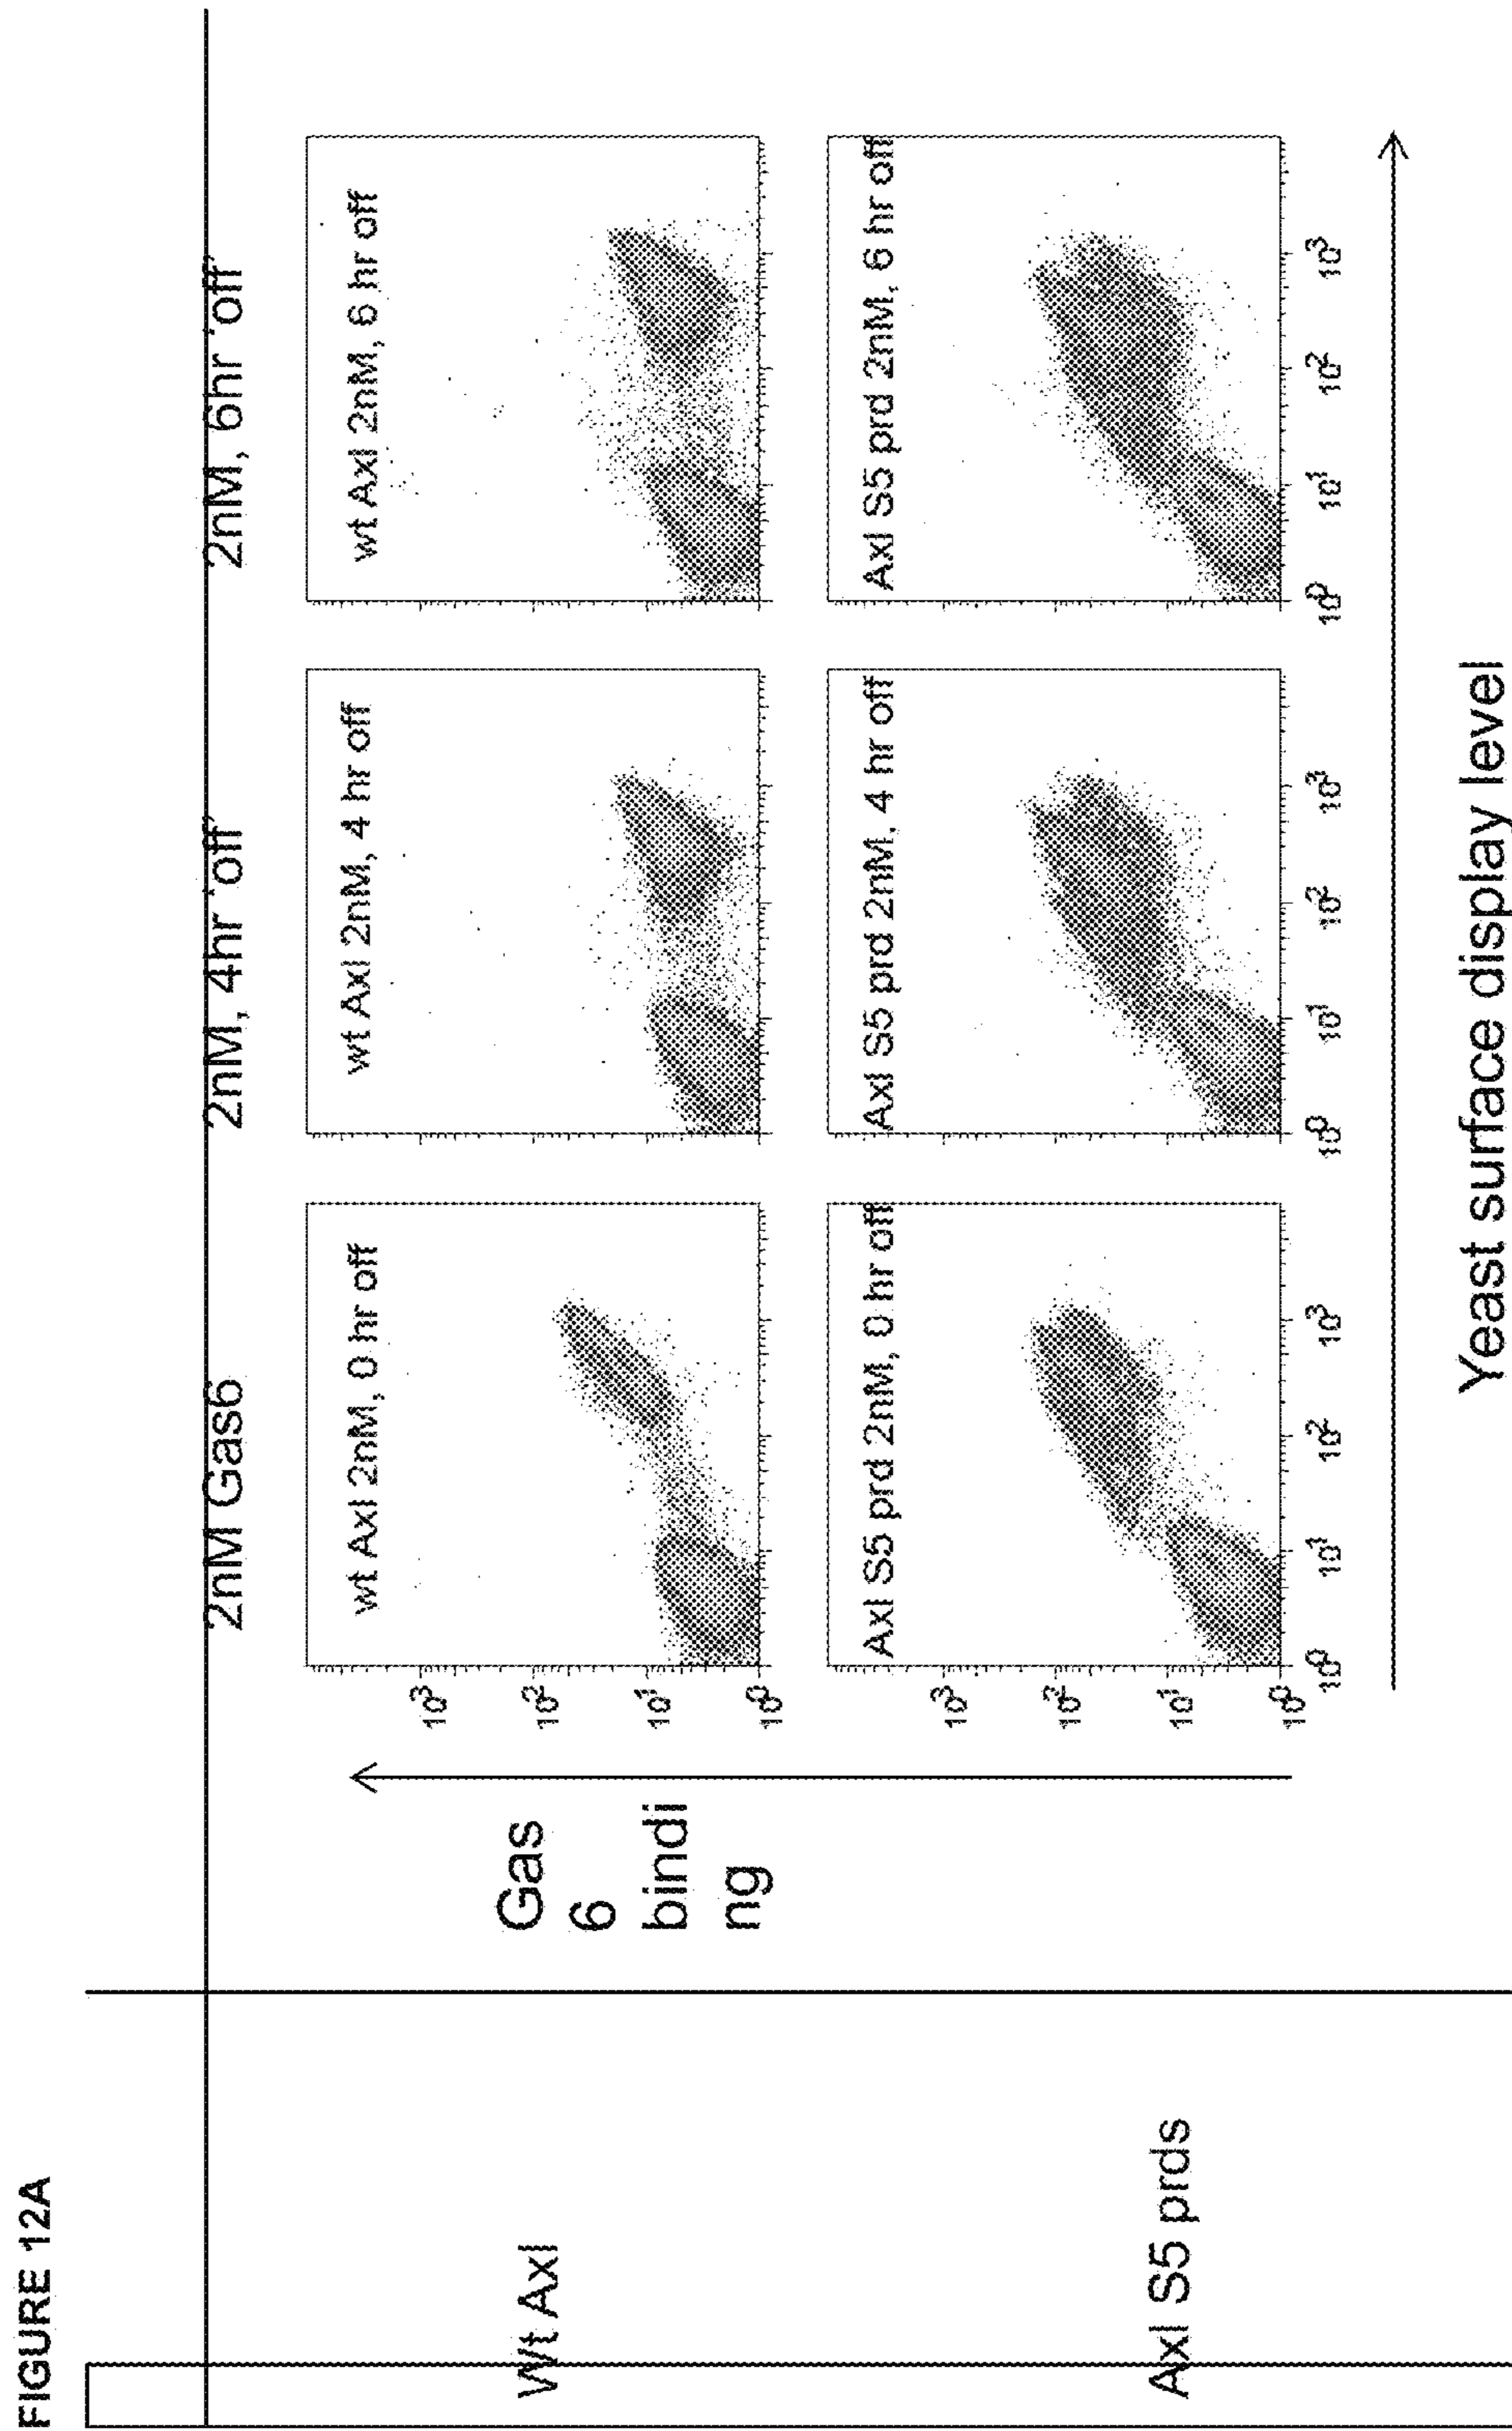 FIGURE 12A
2nM Gas6
2nM, 4hr 'off'
2nM, 6hr 'off'
Wt Axl
Gas
6
bindi
ng
10³
10²
10¹
10⁰
wt Axl 2nM, 0 hr off
wt Axl 2nM, 4 hr off
wt Axl 2nM, 6 hr off
Axl S5 prds
10³
10²
10¹
10⁰
Axl S5 prd 2nM, 0 hr off
Axl S5 prd 2nM, 4 hr off
Axl S5 prd 2nM, 6 hr off
10⁰ 10¹ 10² 10³
10⁰ 10¹ 10² 10³
10⁰ 10¹ 10² 10³
Yeast surface display level